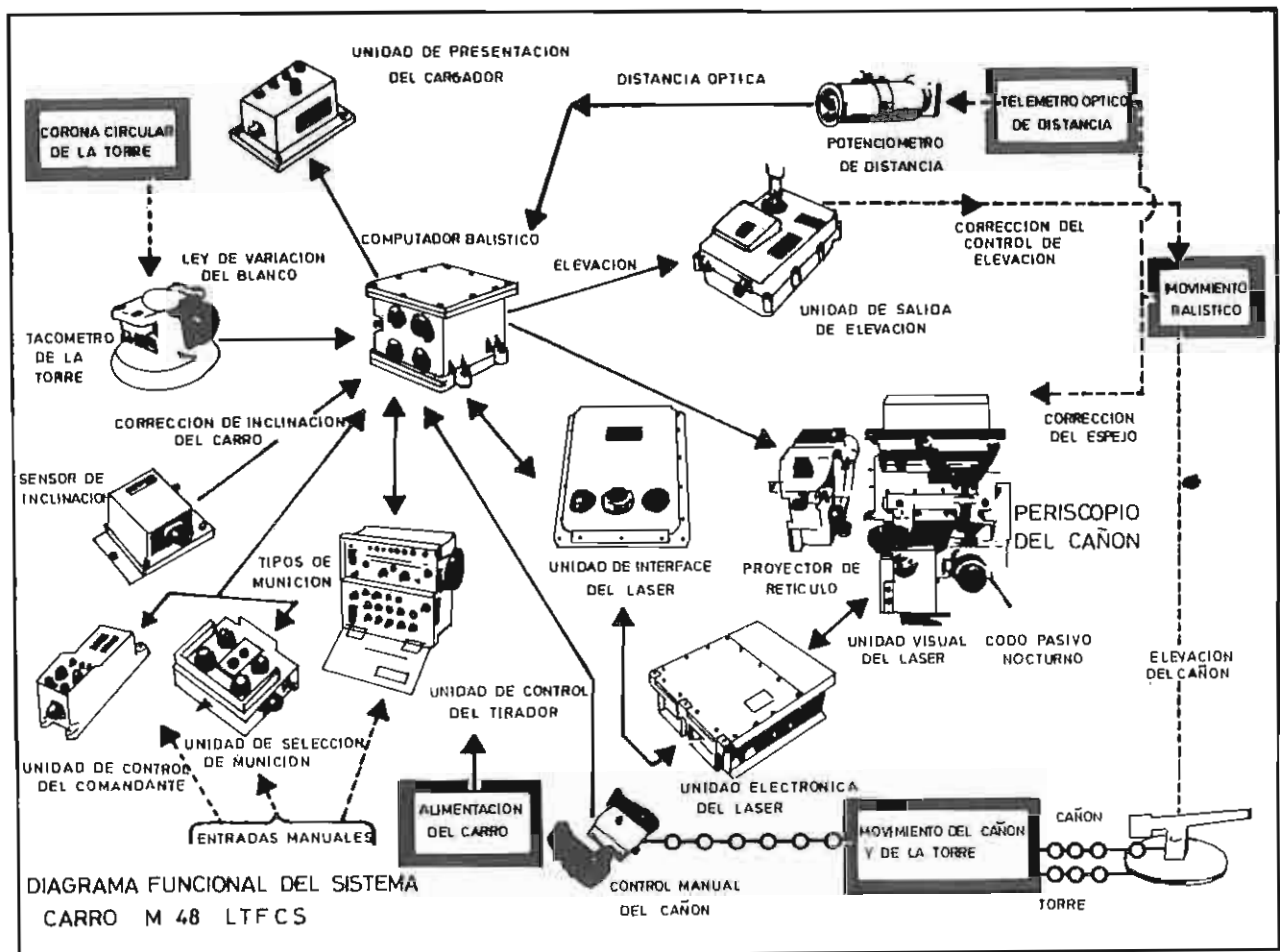 UNIDAD DE PRESENTACION
DEL CARGADOR
DISTANCIA OPTICA
CORONA CIRCULAR
DE LA TORRE
TELEMETRO OPTICO
DE DISTANCIA
POTENCIOMETRO
DE DISTANCIA
COMPUTADOR BALISTICO
LEY DE VARIACION
DEL BLANCO
ELEVACION
CORRECCION DEL
CONTROL DE
ELEVACION
UNIDAD DE SALIDA
DE ELEVACION
MOVIMIENTO
BALISTICO
TACOMETRO
DE LA
TORRE
CORRECCION DE INCLINACION
DEL CARRO
CORRECCION
DEL ESPEJO
SENSOR DE
INCLINACIO
TIPOS DE
MUNICION
UNIDAD DE INTERFACE
DEL LASER
PROYECTOR DE
RETICULO
PERISCOPIO
DEL CAÑON
UNIDAD VISUAL
DEL LASER
CODO PASIVO
NOCTURNO
ELEVACION
DEL CAÑON
UNIDAD DE CONTROL
DEL TIRADOR
UNIDAD DE SELECCION
DE MUNICION
UNIDAD DE CONTROL
DEL COMANDANTE
UNIDAD ELECTRONICA
DEL LASER
ENTRADAS MANUALES
ALIMENTACION
DEL CARRO
MOVIMIENTO DEL CAÑON
Y DE LA TORRE
CAÑON
TORRE
CONTROL MANUAL
DEL CAÑON
DIAGRAMA FUNCIONAL DEL SISTEMA
CARRO M 48 LTFCS